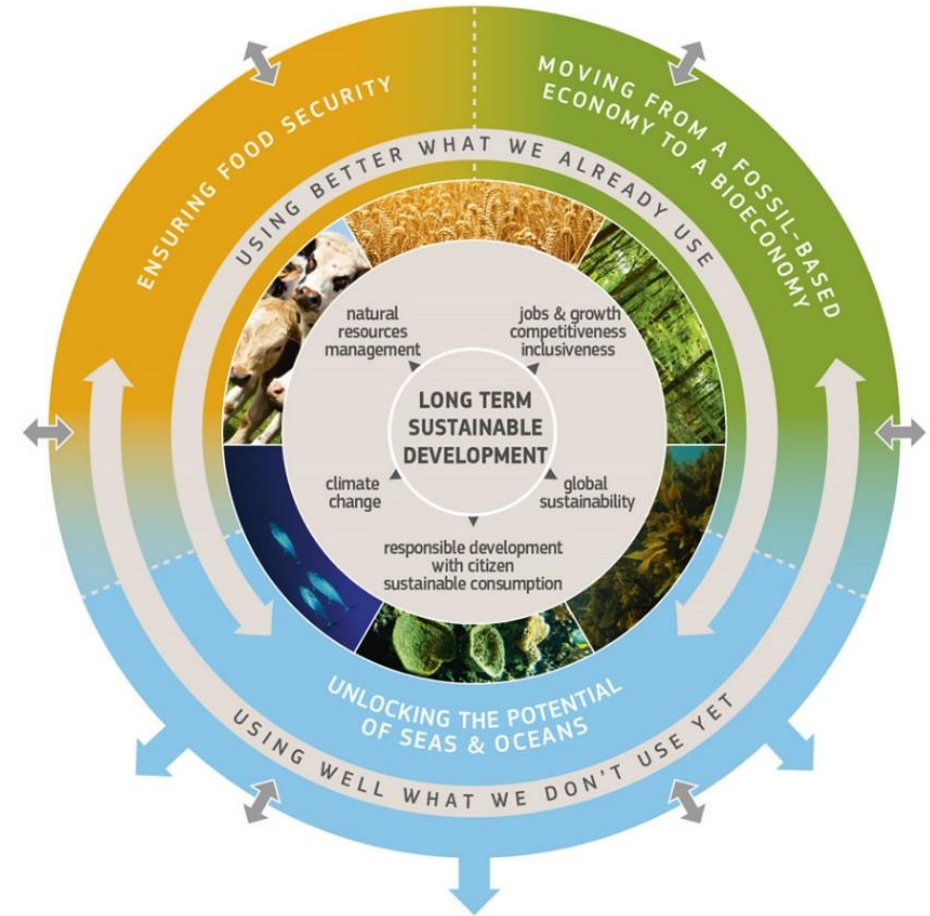 ENSURING FOOD SECURITY
MOVING FROM A FOSSIL-BASED
ECONOMY TO A BIOECONOMY
USING BETTER WHAT WE ALREADY USE
natural
resources
management
jobs & growth
competitiveness
inclusiveness
LONG TERM
SUSTAINABLE
DEVELOPMENT
climate
change
global
sustainability
responsible development
with citizen
sustainable consumption
UNLOCKING THE POTENTIAL
OF SEAS & OCEANS
USING WELL WHAT WE DON'T USE YET